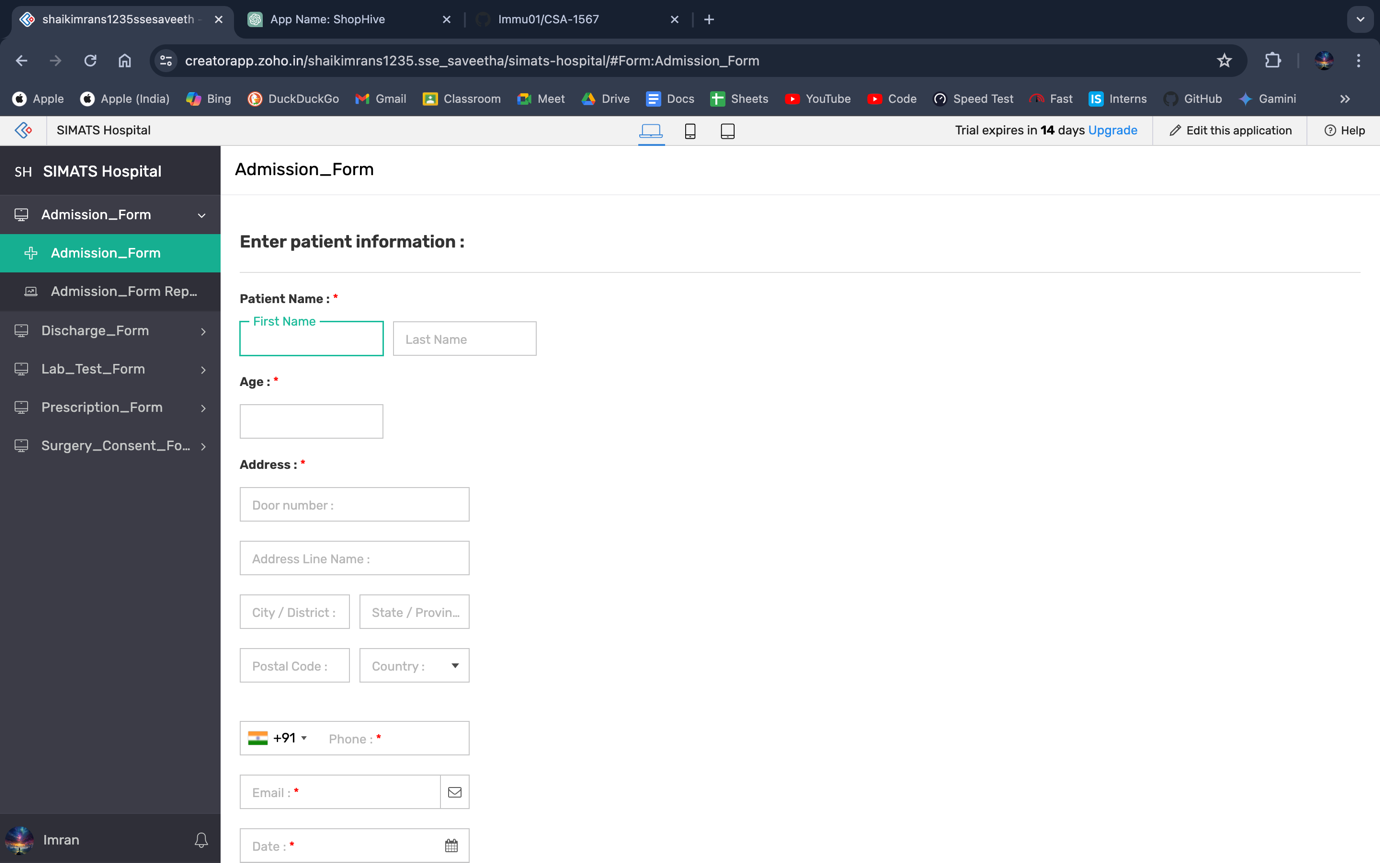 shaikimrans1235ssesaveeth
App Name: ShopHive
Immu01/CSA-1567
creatorapp.zoho.in/shaikimrans1235.sse_saveetha/simats-hospital/#Form:Admission_Form
Apple Apple (India) Bing DuckDuckGo Gmail Classroom Meet Drive Docs Sheets YouTube Code Speed Test Fast IS Interns GitHub Gamini
SIMATS Hospital
Trial expires in 14 days Upgrade
Edit this application
Help
SH SIMATS Hospital
Admission_Form
Admission_Form
Admission_Form Rep...
Discharge_Form
Lab_Test_Form
Prescription_Form
Surgery_Consent_Fo...
Imran
Admission_Form
Enter patient information :
Patient Name : *
First Name
Last Name
Age : *
Address : *
Door number :
Address Line Name :
City / District :
State / Provin...
Postal Code :
Country :
+91
Phone : *
Email : *
Date : *